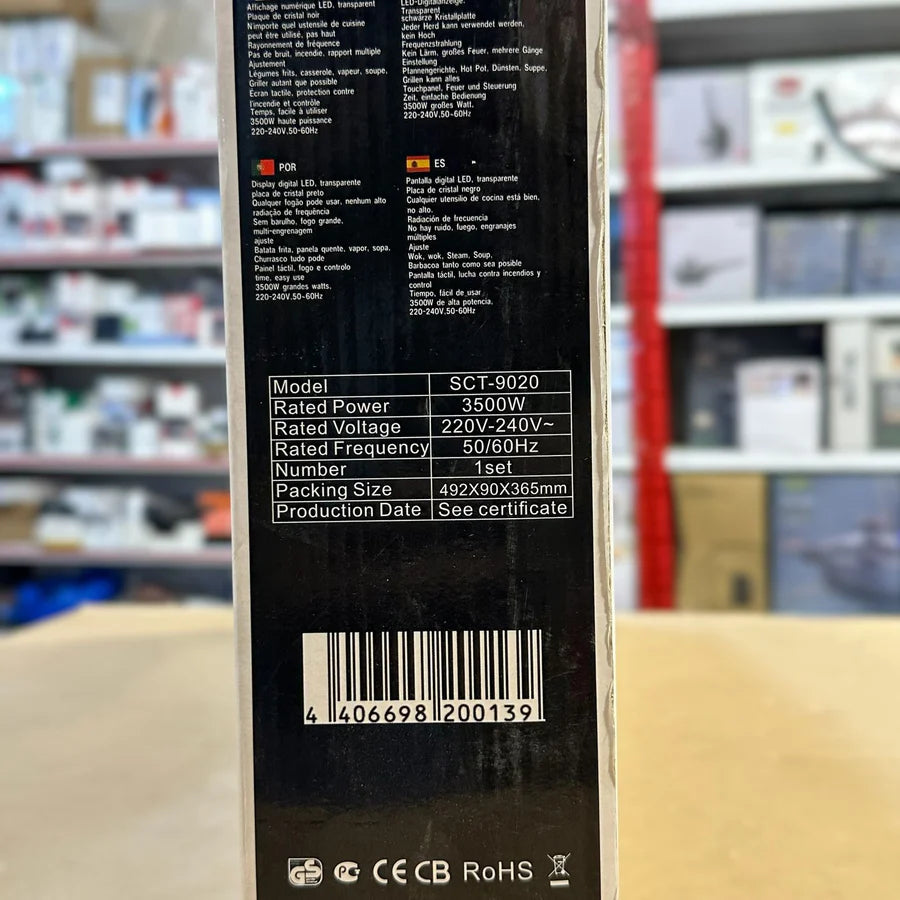 Affichage numérique LED, transparent
Plaque de cristal noir
N'importe quel ustensile de cuisine
peut être utilisé, pas haut
Rayonnement de fréquence
Pas de bruit, incendie, rapport multiple
Ajustement
Légumes frits, casserole, vapeur, soupe,
Griller autant que possible
Écran tactile, protection contre
l'incendie et contrôle
Temps, facile à utiliser
3500W haute puissance
220-240V.50-60Hz
LED-Digitalanzeige.
Transparent
schwarze Kristallplatte
Jeder Herd kann verwendet werden,
kein Hoch
Frequenzstrahlung
Kein Lärm, großes Feuer, mehrere Gänge
Einstellung
Pfannengerichte, Hot Pot, Dünsten, Suppe,
Grillen kann alles
Touchpanel, Feuer und Steuerung
Zeit, einfache Bedienung
3500W großes Watt.
220-240V.50-60Hz
POR
Display digital LED, transparente
placa de cristal preto
Qualquer fogão pode usar, nenhum alto
radiação de frequência
Sem barulho, fogo grande,
multi-engrenagem
ajuste
Batata frita, panela quente, vapor, sopa.
Churrasco tudo pode
Painel táctil, fogo e controlo
time, easy use
3500W grandes watts.
220-240V.50-60Hz
ES
Pantalla digital LED, transparente
Placa de cristal negro
Cualquier utensilio de cocina está bien,
no alto.
Radiación de frecuencia
No hay ruido, fuego, engranajes
múltiples
Ajuste
Wok, wok, Steam, Soup,
Barbacoa tanto como sea posible
Pantalla táctil, lucha contra incendios y
control
Tiempo, fácil de usar
3500W de alta potencia.
220-240V.50-60Hz
Model SCT-9020
Rated Power 3500W
Rated Voltage 220V-240V~
Rated Frequency 50/60Hz
Number 1set
Packing Size 492X90X365mm
Production Date See certificate
4 406698 200139
GS PG CE CB RoHS